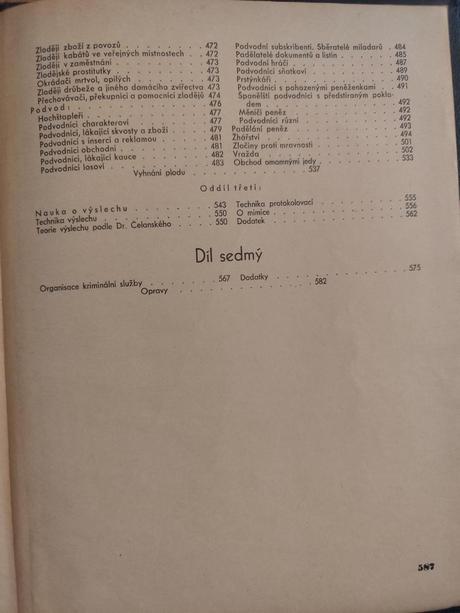 Zloději zboží z povozů . . . . . . . . 472
Zloději kabátů ve veřejných místnostech . . 472
Zloději v zaměstnání . . . . . . . . 473
Zlodějské prostitutky . . . . . . . . 473
Okrádači mrtvol, opilých . . . . . . . 473
Zloději drůbeže a jiného domácího zvířectva 473
Přechovávači, překupníci a pomocníci zlodějů 474
Podvod: . . . . . . . . 476
Hochštapleři . . . . . . . . 477
Podvodníci charakteroví . . . . . . . 477
Podvodníci, lákající skvosty a zboží . . . . 479
Podvodníci s inserci a reklamou . . . . . 481
Podvodníci obchodní . . . . . . . . 481
Podvodníci, lákající kauce . . . . . . . 482
Podvodníci losoví . . . . . . . . 483
Podvodní subskribenti. Sběratelé milodarů . 484
Padělatelé dokumentů a listin . . . . . . 485
Podvodní hráči . . . . . . . . 487
Podvodníci sňatkoví . . . . . . . . 489
Prstýnkáři . . . . . . . . 490
Podvodníci s pohozenými peněženkami . . . 491
Španělští podvodníci s předstíraným pokla-
dem . . . . . . . . 492
Měniči peněz . . . . . . . . 492
Podvodníci různí . . . . . . . . 492
Padělání peněz . . . . . . . . 493
Žhářství . . . . . . . . 494
Zločiny proti mravnosti . . . . . . . 501
Vražda . . . . . . . . 502
Obchod omamnými jedy . . . . . . . 533
Vyhnání plodu . . . . . . . . 537
Oddíl třetí:
Nauka o výslechu . . . . . . . . 543
Technika výslechu . . . . . . . . 550
Teorie výslechu podle Dr. Čelanského . . . 550
Technika protokolovací . . . . . . . 555
O mimice . . . . . . . . 556
Dodatek . . . . . . . . 562
Díl sedmý
Organisace kriminální služby . . . . . . . 567
Dodatky . . . . . . . . 575
Opravy . . . . . . . . 582
587